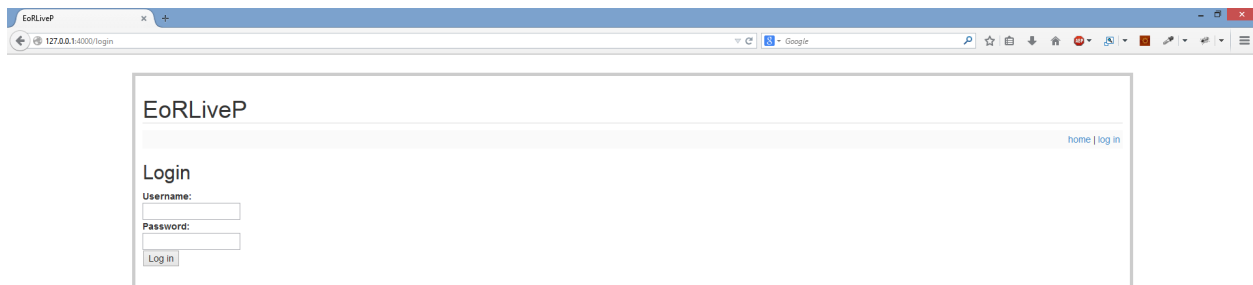 EoRLiveP
127.0.0.1:4000/login
Google
EoRLiveP
home | log in
Login
Username:
Password:
Log in